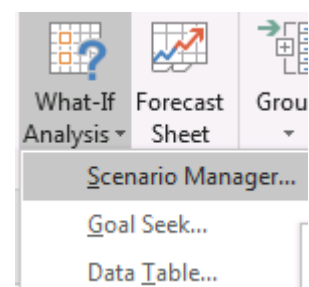 What-If Forecast Grou
Analysis Sheet
Scenario Manager...
Goal Seek...
Data Table...